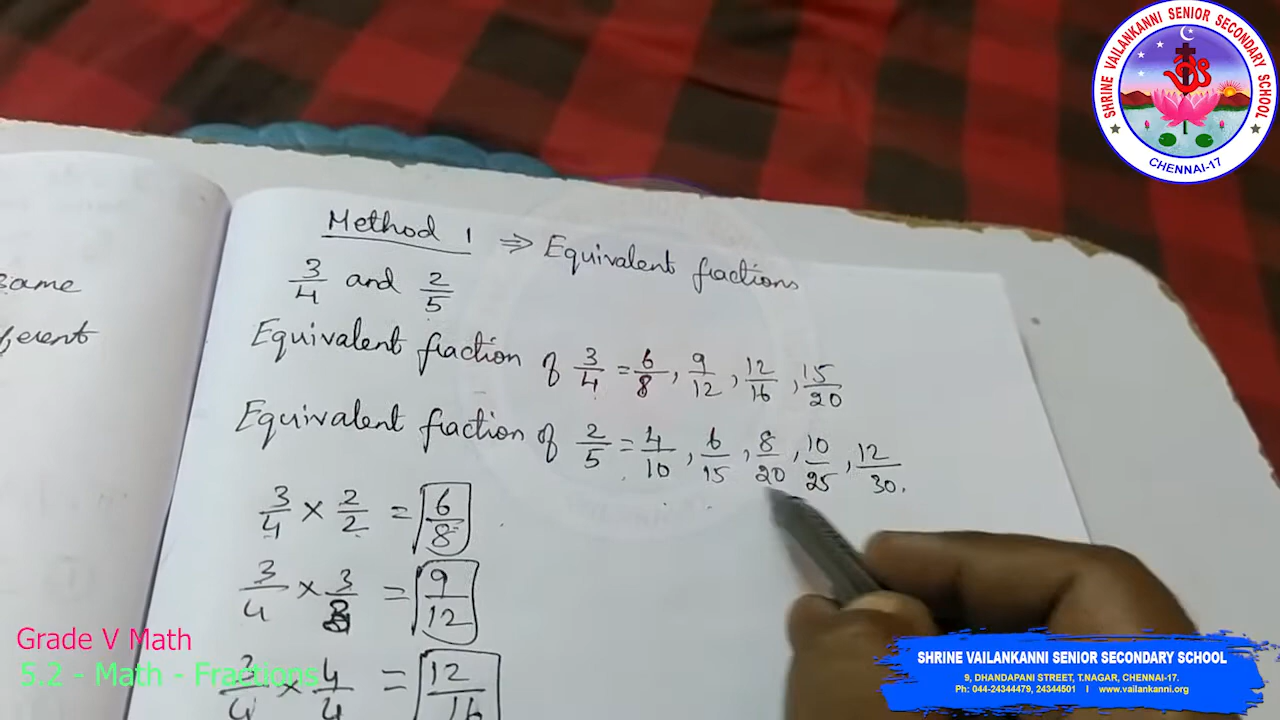 SHRINE VAILANKANNI SENIOR SECONDARY SCHOOL
CHENNAI-17
same
ferent
Method 1 ⇒ Equivalent fractions
3/4 and 2/5
Equivalent fraction of 3/4 = 6/8, 9/12, 12/16, 15/20
Equivalent fraction of 2/5 = 4/10, 6/15, 8/20, 10/25, 12/30.
3/4 × 2/2 = 6/8
3/4 × 3/3 = 9/12
3/4 × 4/4 = 12/16
Grade V Math
5.2 - Math - Fractions
SHRINE VAILANKANNI SENIOR SECONDARY SCHOOL
9, DHANDAPANI STREET, T.NAGAR, CHENNAI-17.
Ph: 044-24344479, 24344501 I www.vailankanni.org